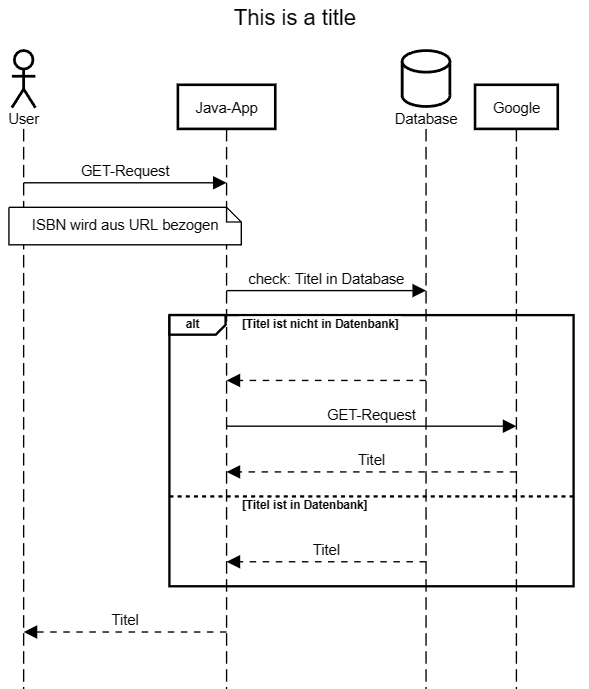 This is a title
User
Java-App
Database
Google
GET-Request
ISBN wird aus URL bezogen
check: Titel in Database
alt
[Titel ist nicht in Datenbank]
GET-Request
Titel
[Titel ist in Datenbank]
Titel
Titel